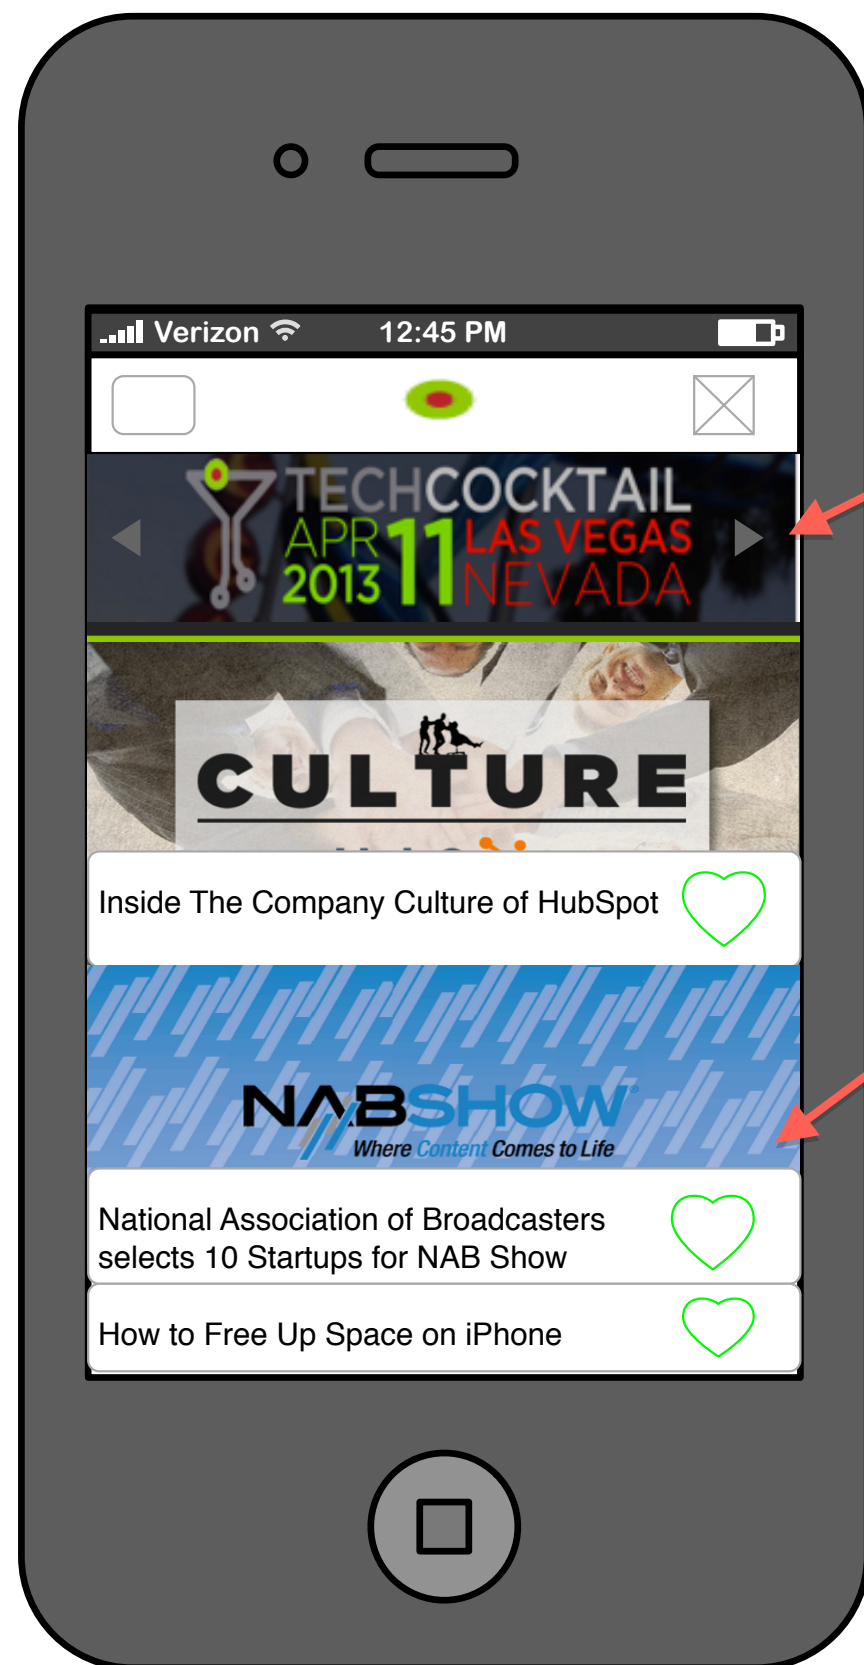 Verizon 12:45 PM
TECHCOCKTAIL
APR 11 LAS VEGAS
2013 NEVADA
CULTURE
Inside The Company Culture of HubSpot
NABSHOW
Where Content Comes to Life
National Association of Broadcasters
selects 10 Startups for NAB Show
How to Free Up Space on iPhone